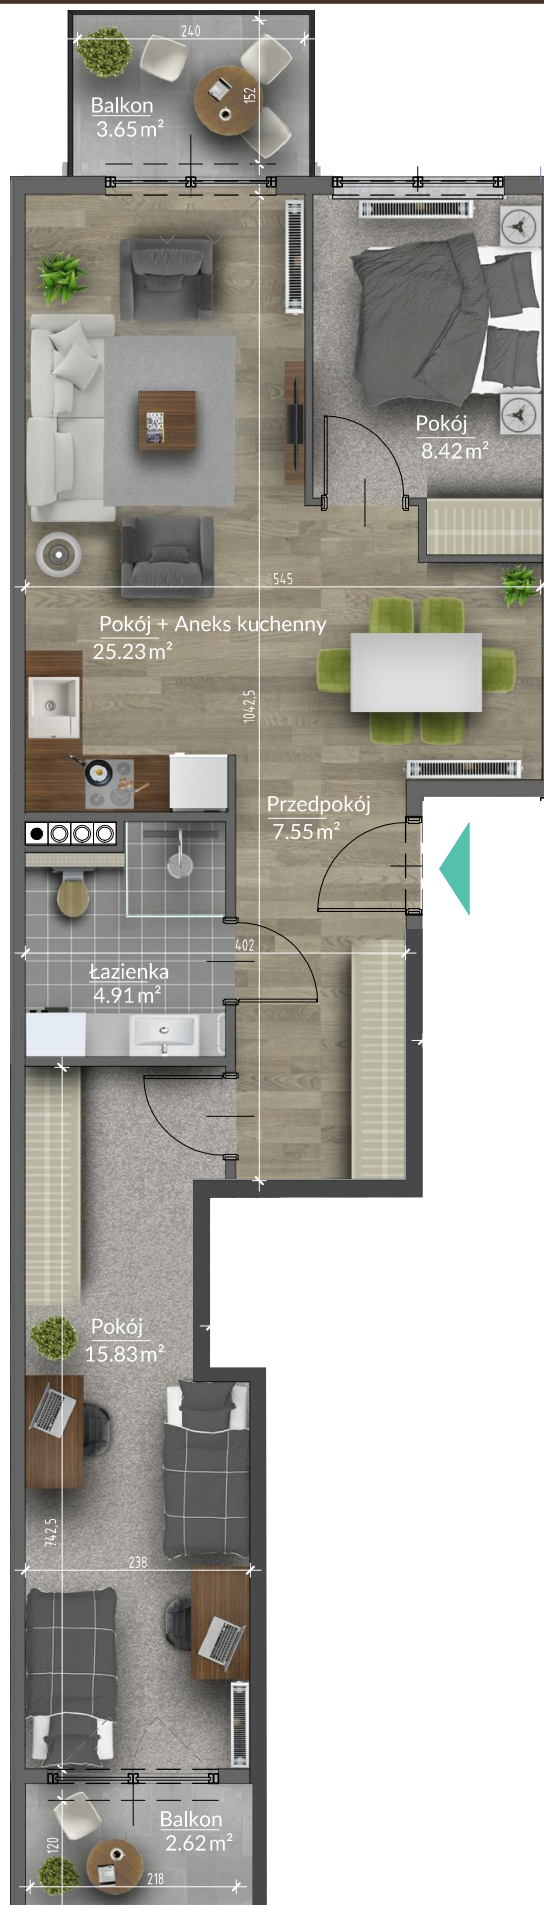 240
152
Balkon
3.65 m²
Pokój
8.42 m²
545
Pokój + Aneks kuchenny
25.23 m²
1042,5
Przedpokój
7.55 m²
402
Łazienka
4.91 m²
Pokój
15.83 m²
742,5
238
Balkon
2.62 m²
120
218